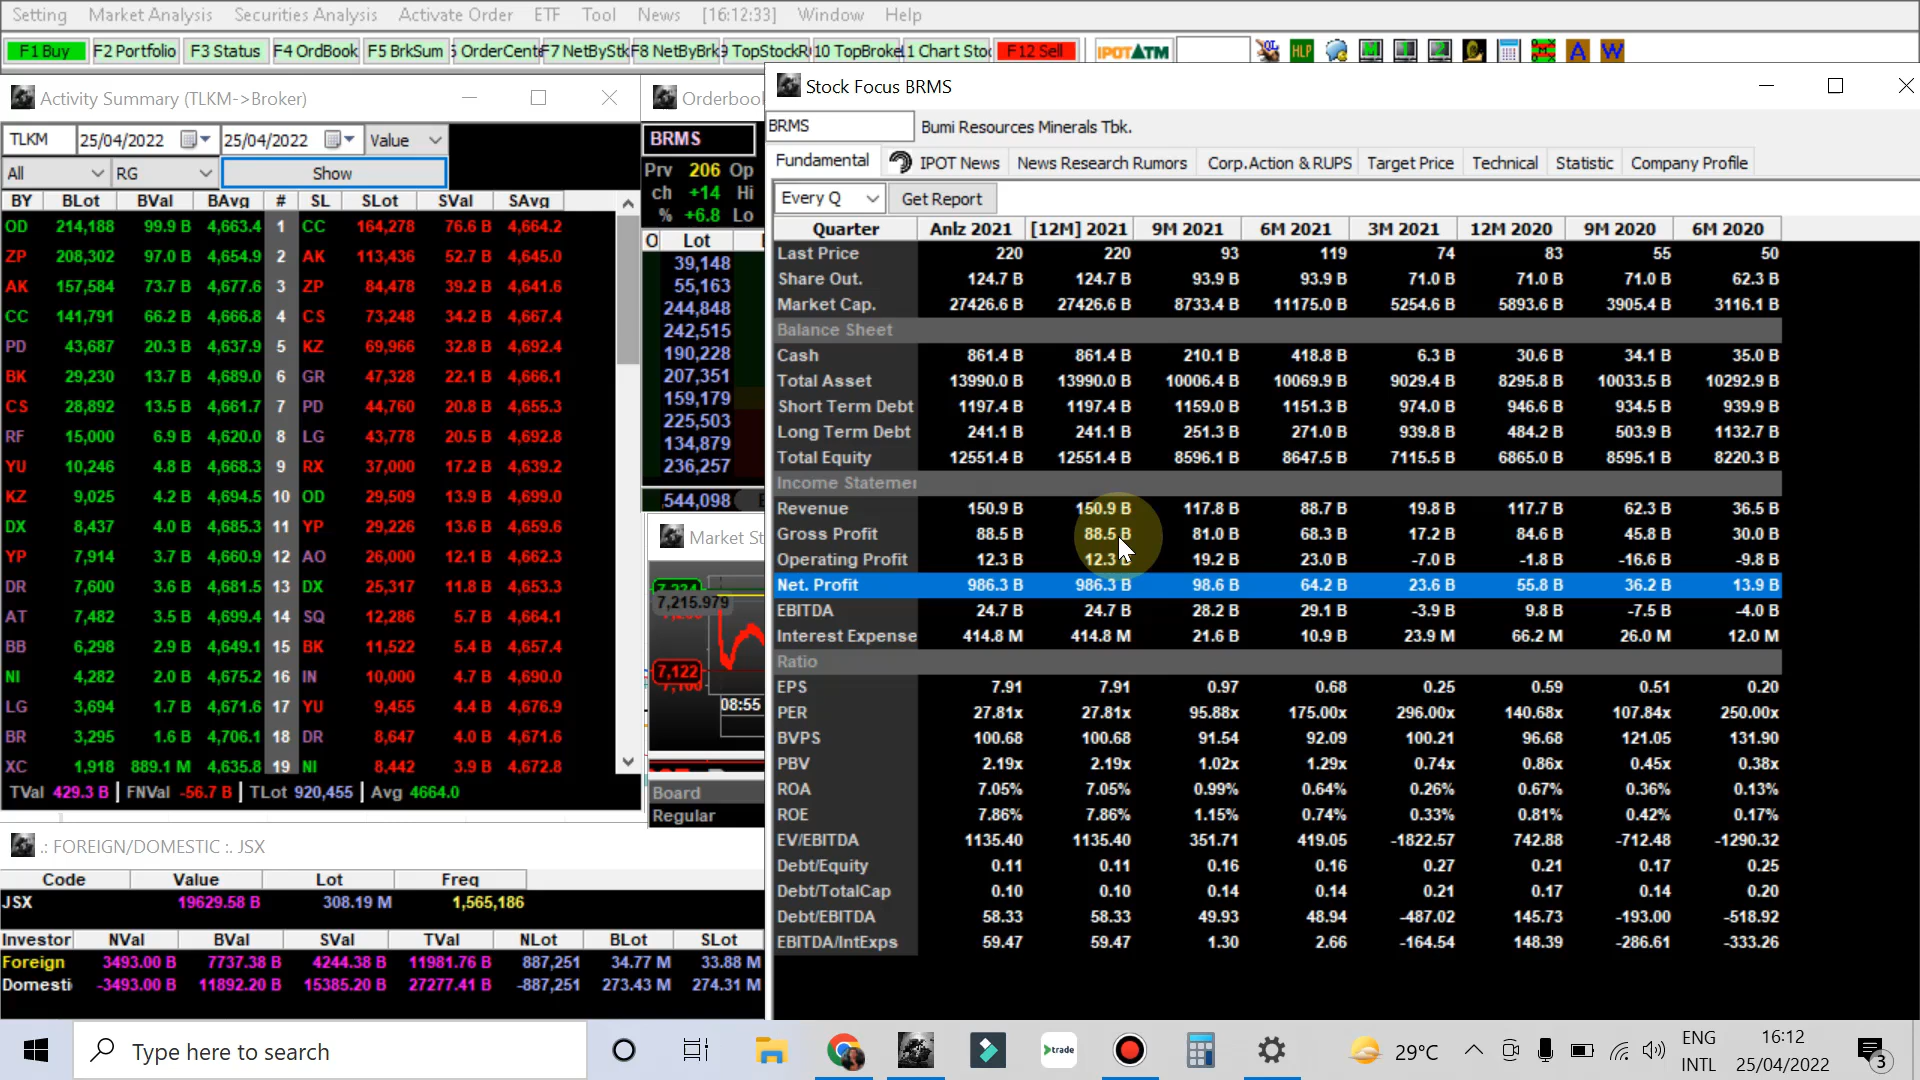 Setting Market Analysis Securities Analysis Activate Order ETF Tool News [16:12:33] Window Help
F1 Buy F2 Portfolio F3 Status F4 OrdBook F5 BrkSum OrderCent F7 NetByStk F8 NetByBrk 9 TopStockR 10 TopBroke 1 Chart Stoc F12 Sell IPOTATM QL HLP A W
Activity Summary (TLKM->Broker)
TLKM 25/04/2022 25/04/2022 Value
All RG Show
BY BLot BVal BAvg # SL SLot SVal SAvg
OD 214,188 99.9 B 4,663.4 1 CC 164,278 76.6 B 4,664.2
ZP 208,302 97.0 B 4,654.9 2 AK 113,436 52.7 B 4,645.0
AK 157,584 73.7 B 4,677.6 3 ZP 84,478 39.2 B 4,641.6
CC 141,791 66.2 B 4,666.8 4 CS 73,248 34.2 B 4,667.4
PD 43,687 20.3 B 4,637.9 5 KZ 69,966 32.8 B 4,692.4
BK 29,230 13.7 B 4,689.0 6 GR 47,328 22.1 B 4,666.1
CS 28,892 13.5 B 4,661.7 7 PD 44,760 20.8 B 4,655.3
RF 15,000 6.9 B 4,620.0 8 LG 43,778 20.5 B 4,692.8
YU 10,246 4.8 B 4,668.3 9 RX 37,000 17.2 B 4,639.2
KZ 9,025 4.2 B 4,694.5 10 OD 29,509 13.9 B 4,699.0
DX 8,437 4.0 B 4,685.3 11 YP 29,226 13.6 B 4,659.6
YP 7,914 3.7 B 4,660.9 12 AO 26,000 12.1 B 4,662.3
DR 7,600 3.6 B 4,681.5 13 DX 25,317 11.8 B 4,653.3
AT 7,482 3.5 B 4,699.4 14 SQ 12,286 5.7 B 4,664.1
BB 6,298 2.9 B 4,649.1 15 BK 11,522 5.4 B 4,657.4
NI 4,282 2.0 B 4,675.2 16 IN 10,000 4.7 B 4,690.0
LG 3,694 1.7 B 4,671.6 17 YU 9,455 4.4 B 4,676.9
BR 3,295 1.6 B 4,706.1 18 DR 8,647 4.0 B 4,671.6
XC 1,918 889.1 M 4,635.8 19 NI 8,442 3.9 B 4,672.8
TVal 429.3 B | FNVal -56.7 B | TLot 920,455 | Avg 4664.0
.: FOREIGN/DOMESTIC :. JSX
Code Value Lot Freq
JSX 19629.58 B 308.19 M 1,565,186
Investor NVal BVal SVal TVal NLot BLot SLot
Foreign 3493.00 B 7737.38 B 4244.38 B 11981.76 B 887,251 34.77 M 33.88 M
Domesti -3493.00 B 11892.20 B 15385.20 B 27277.41 B -887,251 273.43 M 274.31 M
Orderbook
BRMS
Prv 206 Op
ch +14 Hi
% +6.8 Lo
O Lot
39,148
55,163
244,848
242,515
190,228
207,351
159,179
225,503
134,879
236,257
544,098
Market St
7,215.979
7,122
08:55
Board
Regular
Stock Focus BRMS
BRMS Bumi Resources Minerals Tbk.
Fundamental IPOT News News Research Rumors Corp.Action & RUPS Target Price Technical Statistic Company Profile
Every Q Get Report
Quarter Anlz 2021 [12M] 2021 9M 2021 6M 2021 3M 2021 12M 2020 9M 2020 6M 2020
Last Price 220 220 93 119 74 83 55 50
Share Out. 124.7 B 124.7 B 93.9 B 93.9 B 71.0 B 71.0 B 71.0 B 62.3 B
Market Cap. 27426.6 B 27426.6 B 8733.4 B 11175.0 B 5254.6 B 5893.6 B 3905.4 B 3116.1 B
Balance Sheet
Cash 861.4 B 861.4 B 210.1 B 418.8 B 6.3 B 30.6 B 34.1 B 35.0 B
Total Asset 13990.0 B 13990.0 B 10006.4 B 10069.9 B 9029.4 B 8295.8 B 10033.5 B 10292.9 B
Short Term Debt 1197.4 B 1197.4 B 1159.0 B 1151.3 B 974.0 B 946.6 B 934.5 B 939.9 B
Long Term Debt 241.1 B 241.1 B 251.3 B 271.0 B 939.8 B 484.2 B 503.9 B 1132.7 B
Total Equity 12551.4 B 12551.4 B 8596.1 B 8647.5 B 7115.5 B 6865.0 B 8595.1 B 8220.3 B
Income Statemer
Revenue 150.9 B 150.9 B 117.8 B 88.7 B 19.8 B 117.7 B 62.3 B 36.5 B
Gross Profit 88.5 B 88.5 B 81.0 B 68.3 B 17.2 B 84.6 B 45.8 B 30.0 B
Operating Profit 12.3 B 12.3 B 19.2 B 23.0 B -7.0 B -1.8 B -16.6 B -9.8 B
Net. Profit 986.3 B 986.3 B 98.6 B 64.2 B 23.6 B 55.8 B 36.2 B 13.9 B
EBITDA 24.7 B 24.7 B 28.2 B 29.1 B -3.9 B 9.8 B -7.5 B -4.0 B
Interest Expense 414.8 M 414.8 M 21.6 B 10.9 B 23.9 M 66.2 M 26.0 M 12.0 M
Ratio
EPS 7.91 7.91 0.97 0.68 0.25 0.59 0.51 0.20
PER 27.81x 27.81x 95.88x 175.00x 296.00x 140.68x 107.84x 250.00x
BVPS 100.68 100.68 91.54 92.09 100.21 96.68 121.05 131.90
PBV 2.19x 2.19x 1.02x 1.29x 0.74x 0.86x 0.45x 0.38x
ROA 7.05% 7.05% 0.99% 0.64% 0.26% 0.67% 0.36% 0.13%
ROE 7.86% 7.86% 1.15% 0.74% 0.33% 0.81% 0.42% 0.17%
EV/EBITDA 1135.40 1135.40 351.71 419.05 -1822.57 742.88 -712.48 -1290.32
Debt/Equity 0.11 0.11 0.16 0.16 0.27 0.21 0.17 0.25
Debt/TotalCap 0.10 0.10 0.14 0.14 0.21 0.17 0.14 0.20
Debt/EBITDA 58.33 58.33 49.93 48.94 -487.02 145.73 -193.00 -518.92
EBITDA/IntExps 59.47 59.47 1.30 2.66 -164.54 148.39 -286.61 -333.26
Type here to search trade 29°C ENG 16:12
INTL 25/04/2022 3